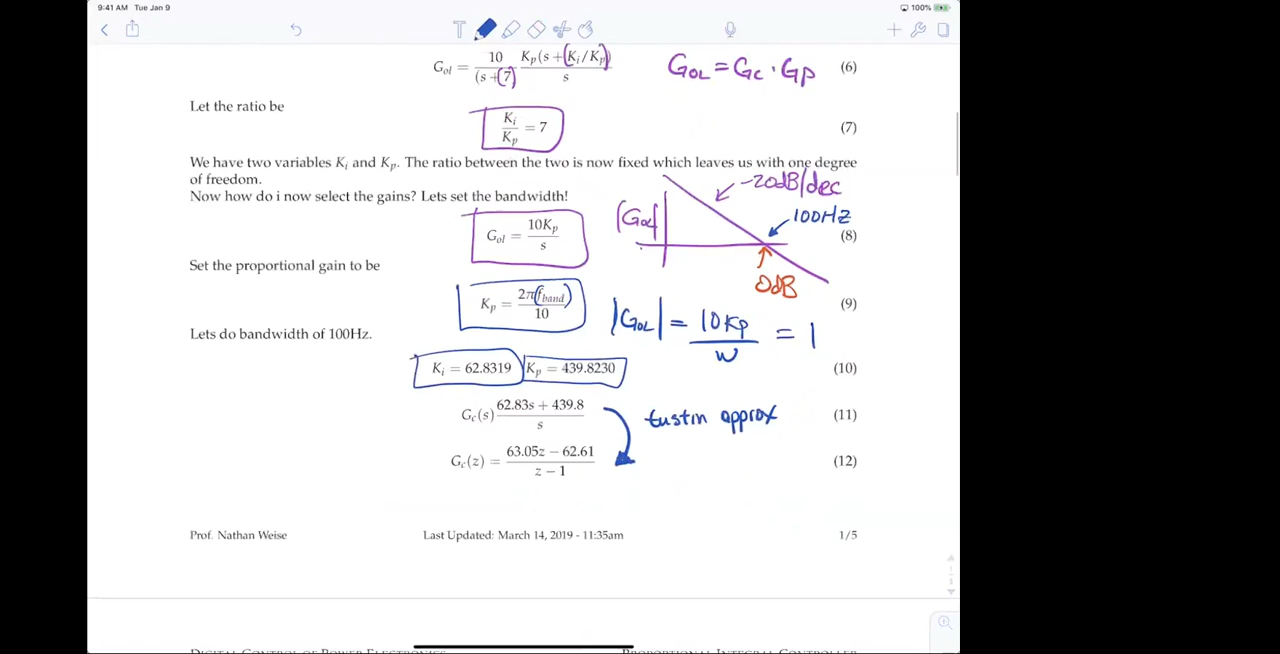 9:41 AM Tue Jan 9
100%
G_ol = 10/(s+7) K_p(s+(K_i/K_p))/s
G_OL = G_C · G_P
(6)
Let the ratio be
K_i/K_p = 7
(7)
We have two variables K_i and K_p. The ratio between the two is now fixed which leaves us with one degree
of freedom.
Now how do i now select the gains? Lets set the bandwidth!
-20dB/dec
100HZ
|G_ol|
G_ol = 10K_p/s
(8)
Set the proportional gain to be
0dB
K_p = 2π(f_band)/10
(9)
|G_OL| = 10Kp/w = 1
Lets do bandwidth of 100Hz.
K_i = 62.8319 K_p = 439.8230
(10)
G_c(s) 62.83s + 439.8/s
tustin approx
(11)
G_c(z) = 63.05z − 62.61/z − 1
(12)
Prof. Nathan Weise
Last Updated: March 14, 2019 - 11:35am
1/5